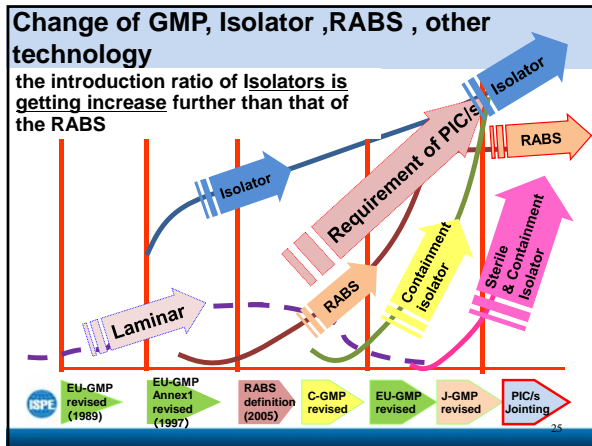 Change of GMP, Isolator ,RABS , other
technology
the introduction ratio of Isolators is
getting increase further than that of
the RABS
Isolator
RABS
Requirement of PIC/s
Isolator
Laminar
RABS
Containment
isolator
Sterile
& Containment
Isolator
ISPE
EU-GMP
revised
(1989)
EU-GMP
Annex1
revised
(1997)
RABS
definition
(2005)
C-GMP
revised
EU-GMP
revised
J-GMP
revised
PIC/s
Jointing
25